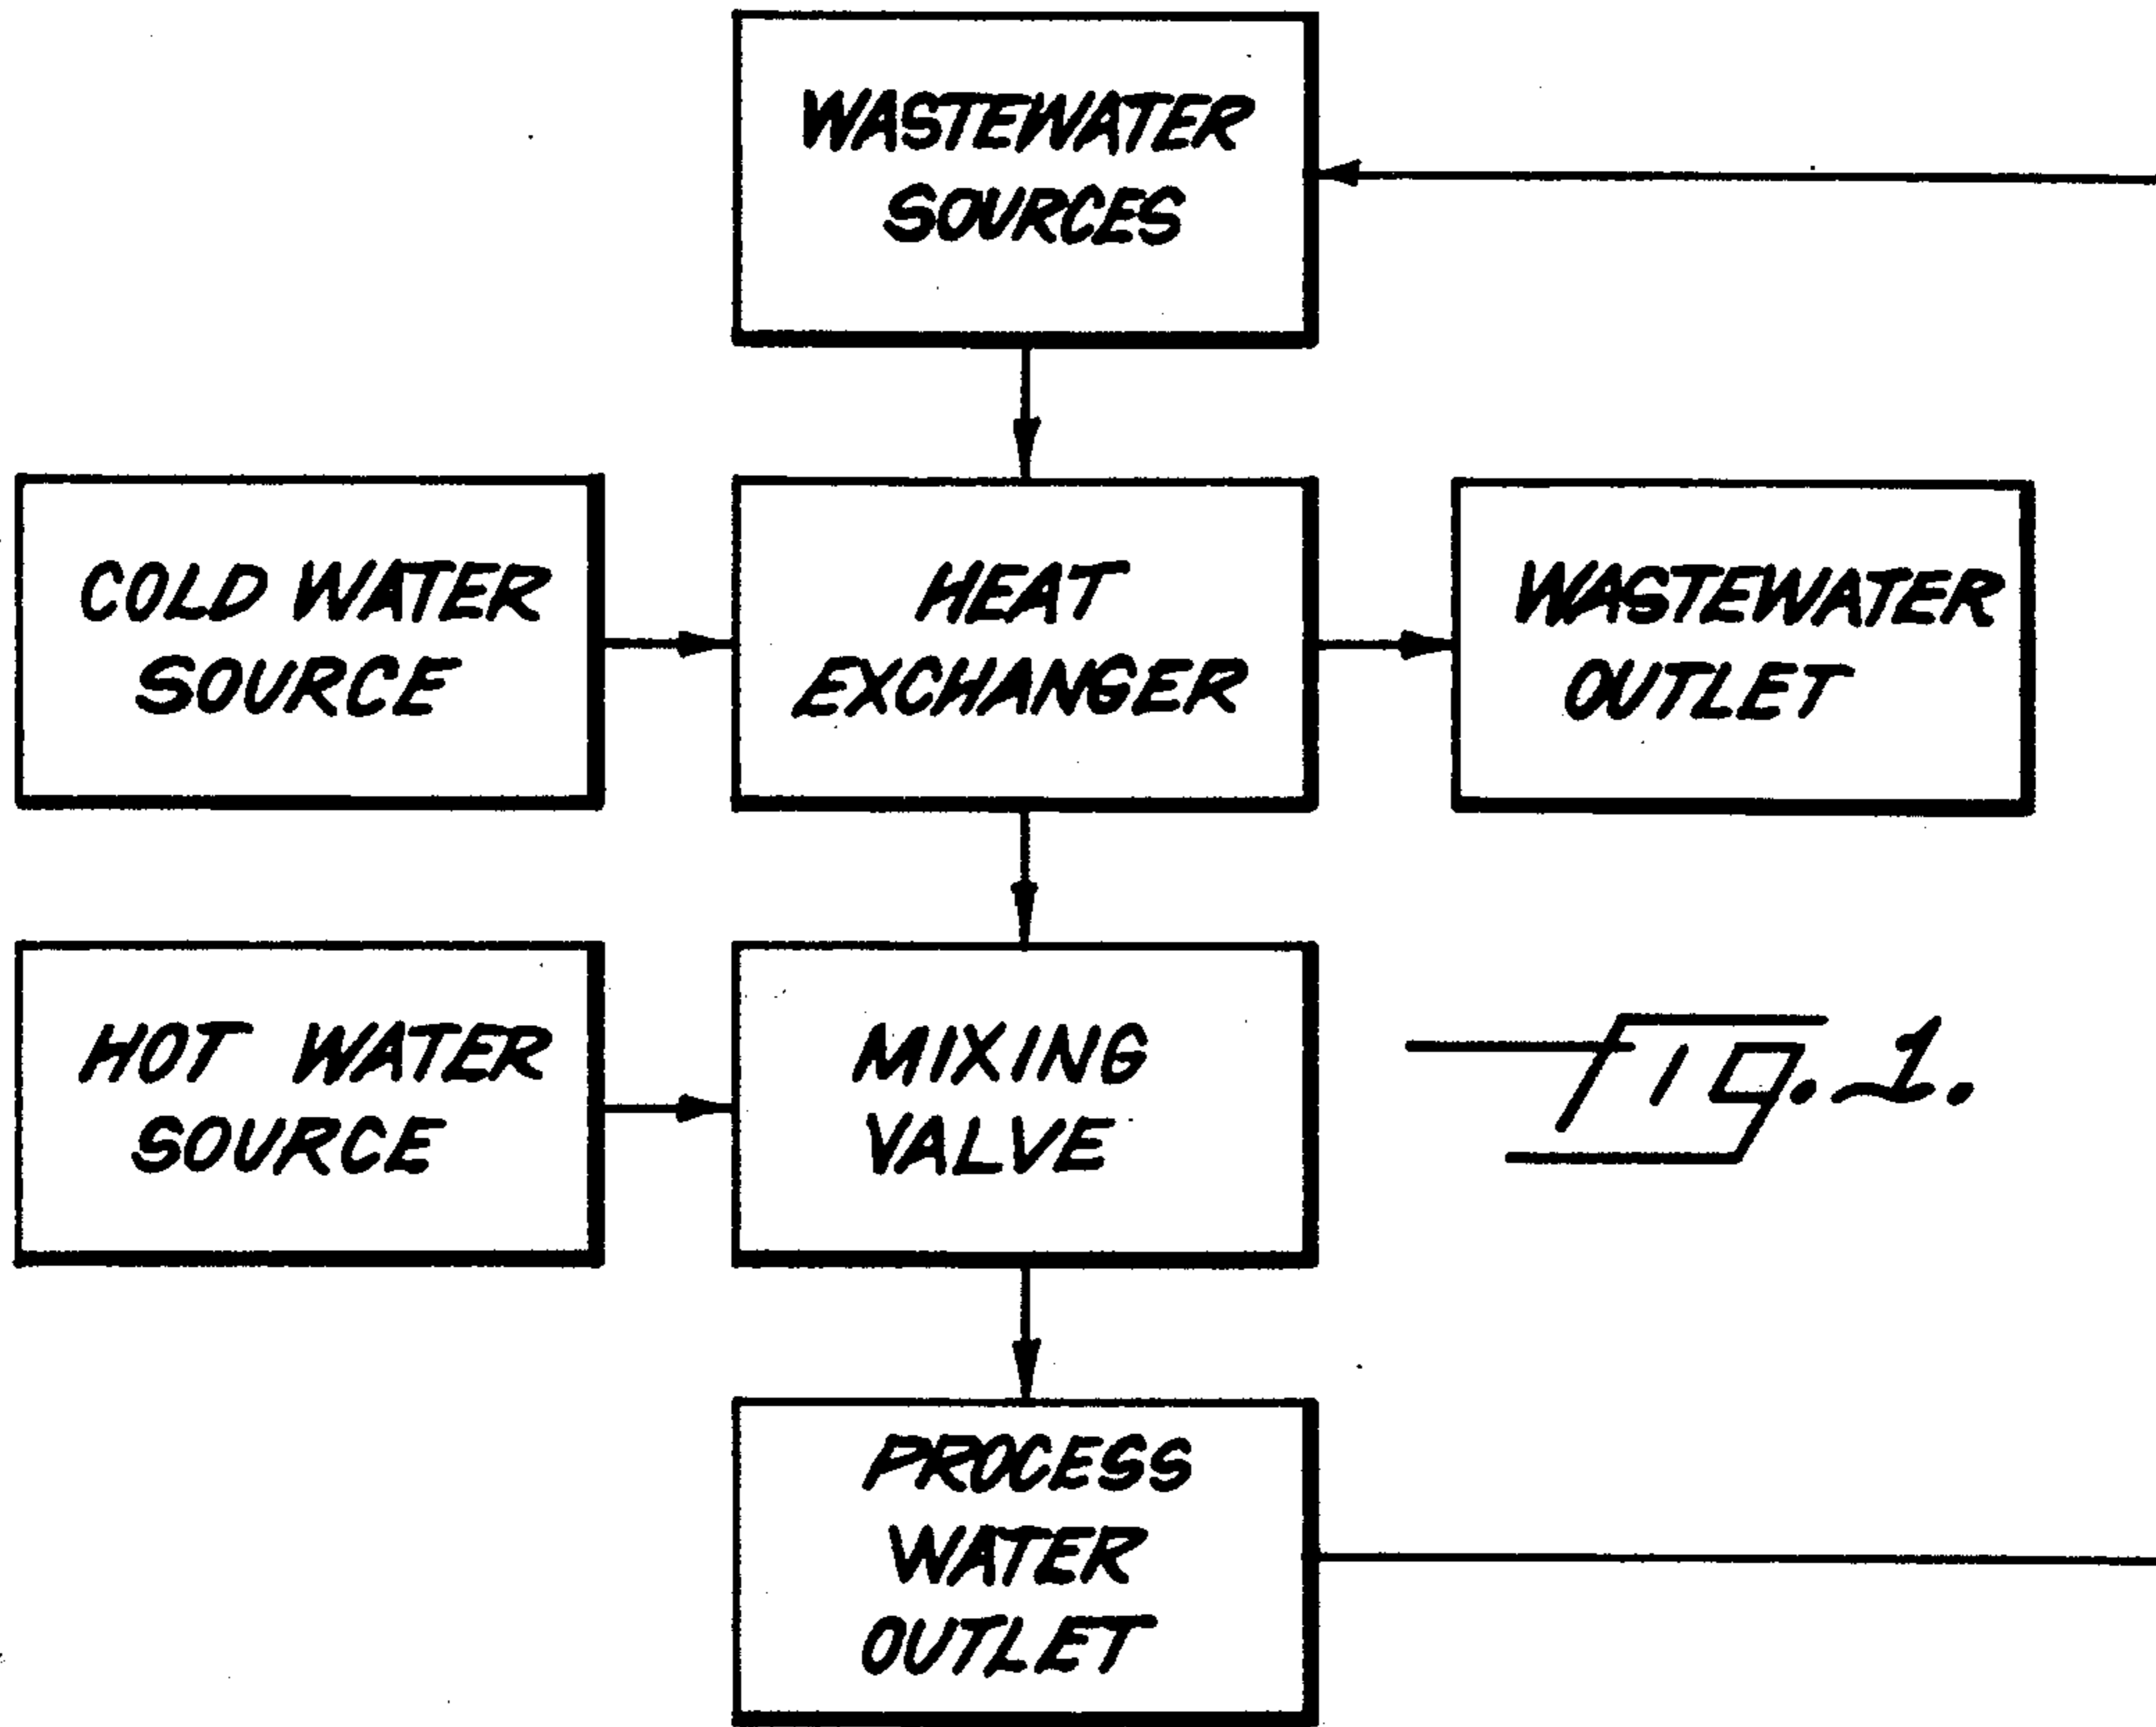 WASTEWATER
SOURCES
COLD WATER
SOURCE
HEAT
EXCHANGER
WASTEWATER
OUTLET
HOT WATER
SOURCE
MIXING
VALVE
Fig. 1.
PROCESS
WATER
OUTLET